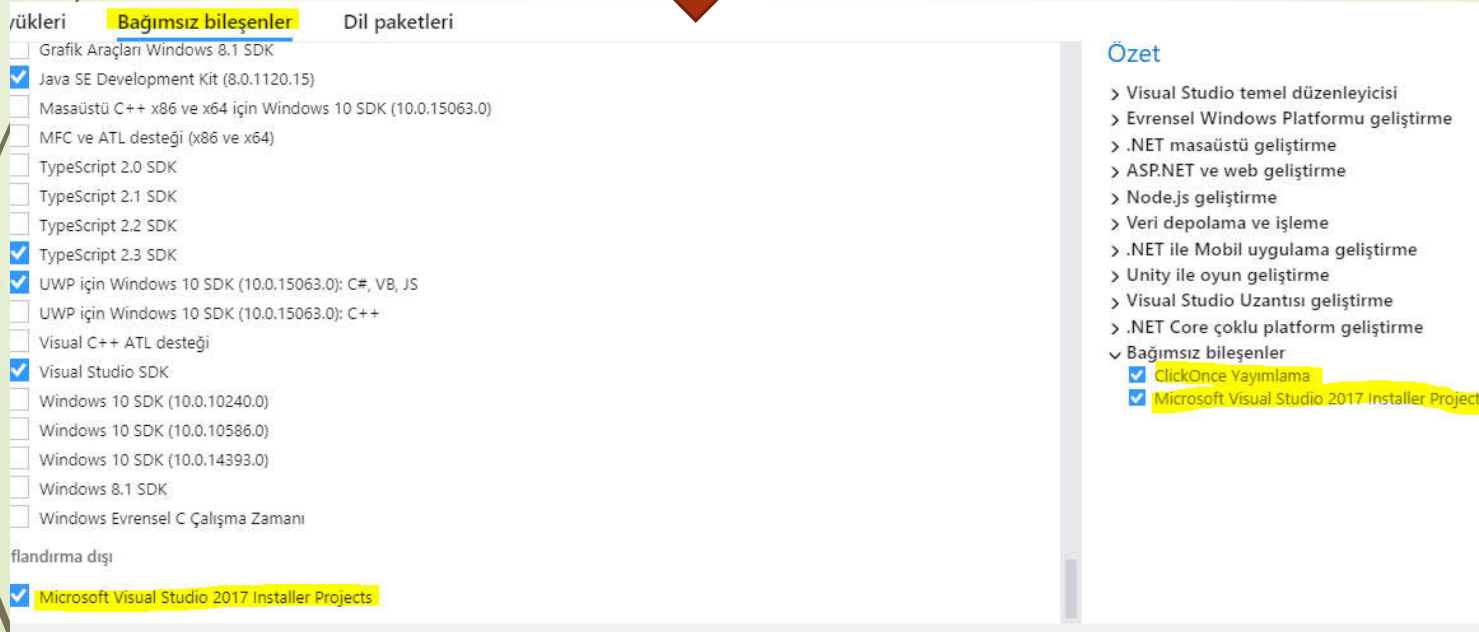 yükleri Bağımsız bileşenler Dil paketleri
Grafik Araçları Windows 8.1 SDK
Java SE Development Kit (8.0.1120.15)
Masaüstü C++ x86 ve x64 için Windows 10 SDK (10.0.15063.0)
MFC ve ATL desteği (x86 ve x64)
TypeScript 2.0 SDK
TypeScript 2.1 SDK
TypeScript 2.2 SDK
TypeScript 2.3 SDK
UWP için Windows 10 SDK (10.0.15063.0): C#, VB, JS
UWP için Windows 10 SDK (10.0.15063.0): C++
Visual C++ ATL desteği
Visual Studio SDK
Windows 10 SDK (10.0.10240.0)
Windows 10 SDK (10.0.10586.0)
Windows 10 SDK (10.0.14393.0)
Windows 8.1 SDK
Windows Evrensel C Çalışma Zamanı
flandırma dışı
Microsoft Visual Studio 2017 Installer Projects
Özet
Visual Studio temel düzenleyicisi
Evrensel Windows Platformu geliştirme
.NET masaüstü geliştirme
ASP.NET ve web geliştirme
Node.js geliştirme
Veri depolama ve işleme
.NET ile Mobil uygulama geliştirme
Unity ile oyun geliştirme
Visual Studio Uzantısı geliştirme
.NET Core çoklu platform geliştirme
Bağımsız bileşenler
ClickOnce Yayımlama
Microsoft Visual Studio 2017 Installer Project